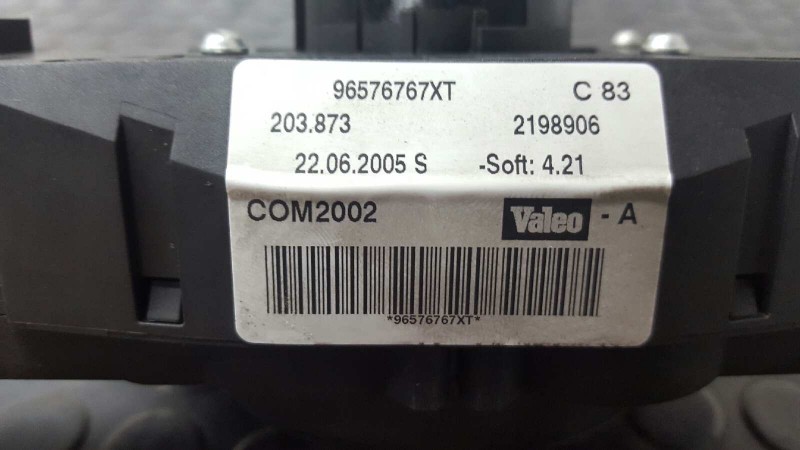 96576767XT C 83
203.873 2198906
22.06.2005 S -Soft: 4.21
COM2002 Valeo - A
*96576767XT*